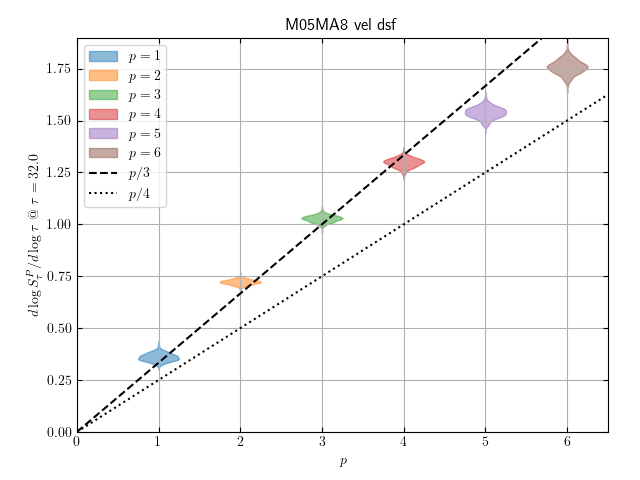 M05MA8 vel dsf
d log S_τ^P / d log τ @ τ = 32.0
1.75
1.50
1.25
1.00
0.75
0.50
0.25
0.00
p = 1
p = 2
p = 3
p = 4
p = 5
p = 6
p/3
p/4
0 1 2 3 4 5 6
p